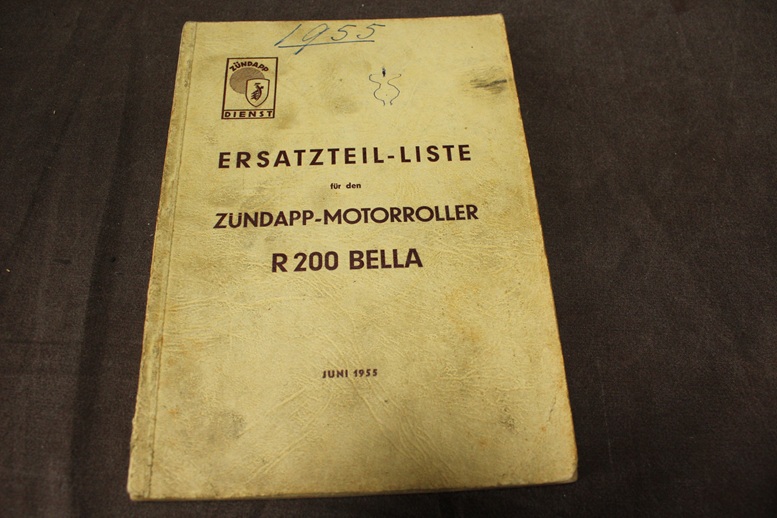 1955
ZÜNDAPP
DIENST
ERSATZTEIL-LISTE
für den
ZÜNDAPP-MOTORROLLER
R 200 BELLA
JUNI 1955